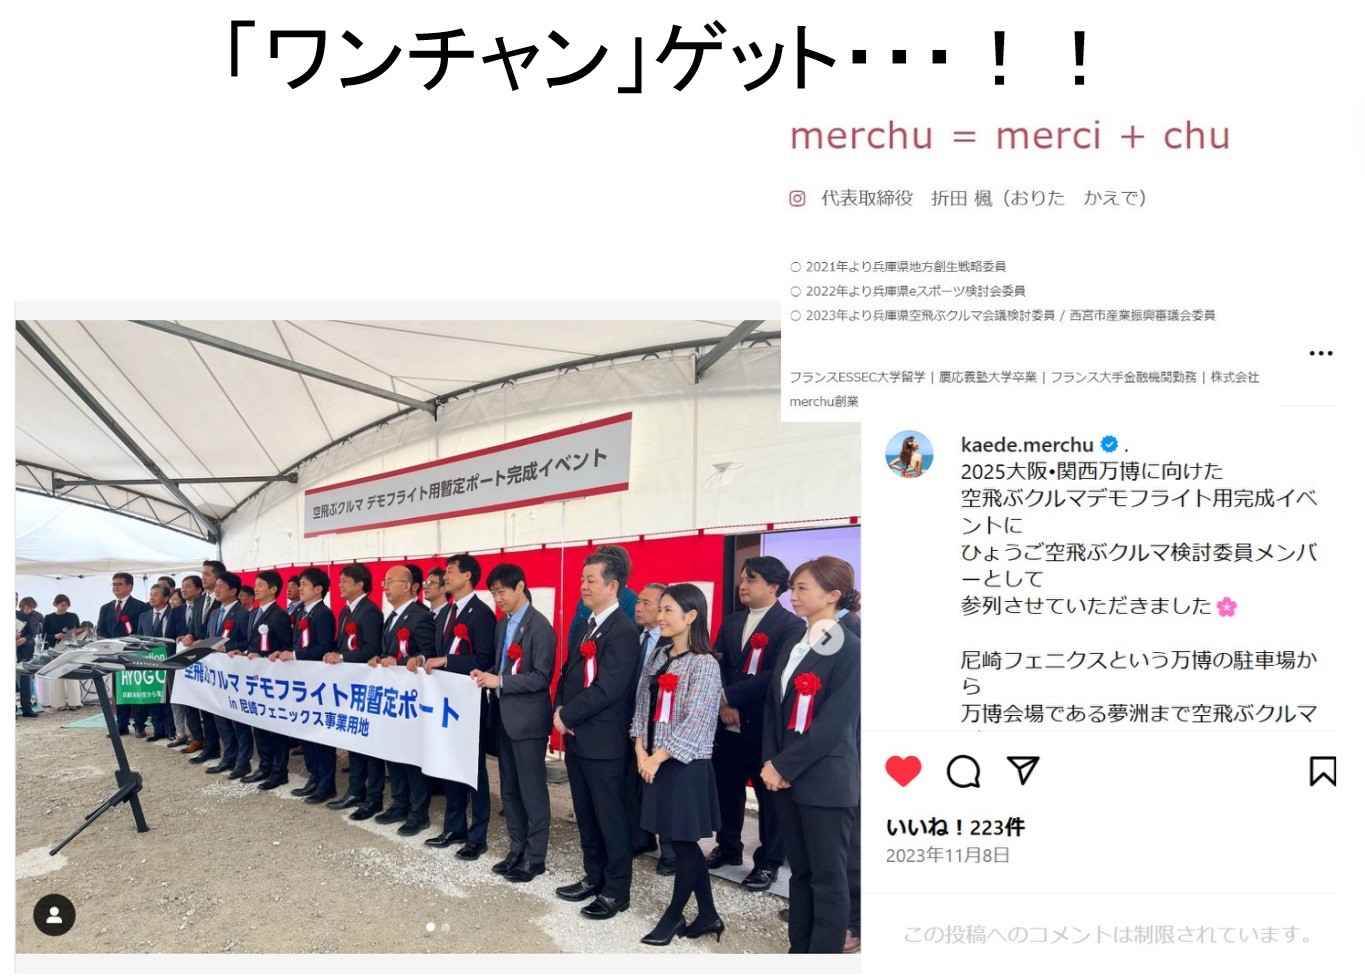 「ワンチャン」ゲット・・・！！
merchu = merci + chu
代表取締役　折田 楓（おりた　かえで）
○ 2021年より兵庫県地方創生戦略委員
○ 2022年より兵庫県eスポーツ検討会委員
○ 2023年より兵庫県空飛ぶクルマ会議検討委員 / 西宮市産業振興審議会委員
フランスESSEC大学留学 | 慶応義塾大学卒業 | フランス大手金融機関勤務 | 株式会社
merchu創業
空飛ぶクルマ デモフライト用暫定ポート完成イベント
HYOGO
空飛ぶクルマ デモフライト用暫定ポート
in 尼崎フェニックス事業用地
kaede.merchu .
2025大阪•関西万博に向けた
空飛ぶクルマデモフライト用完成イベ
ントに
ひょうご空飛ぶクルマ検討委員メンバ
ーとして
参列させていただきました🌸
尼崎フェニクスという万博の駐車場か
ら
万博会場である夢洲まで空飛ぶクルマ
いいね！223件
2023年11月8日
この投稿へのコメントは制限されています。